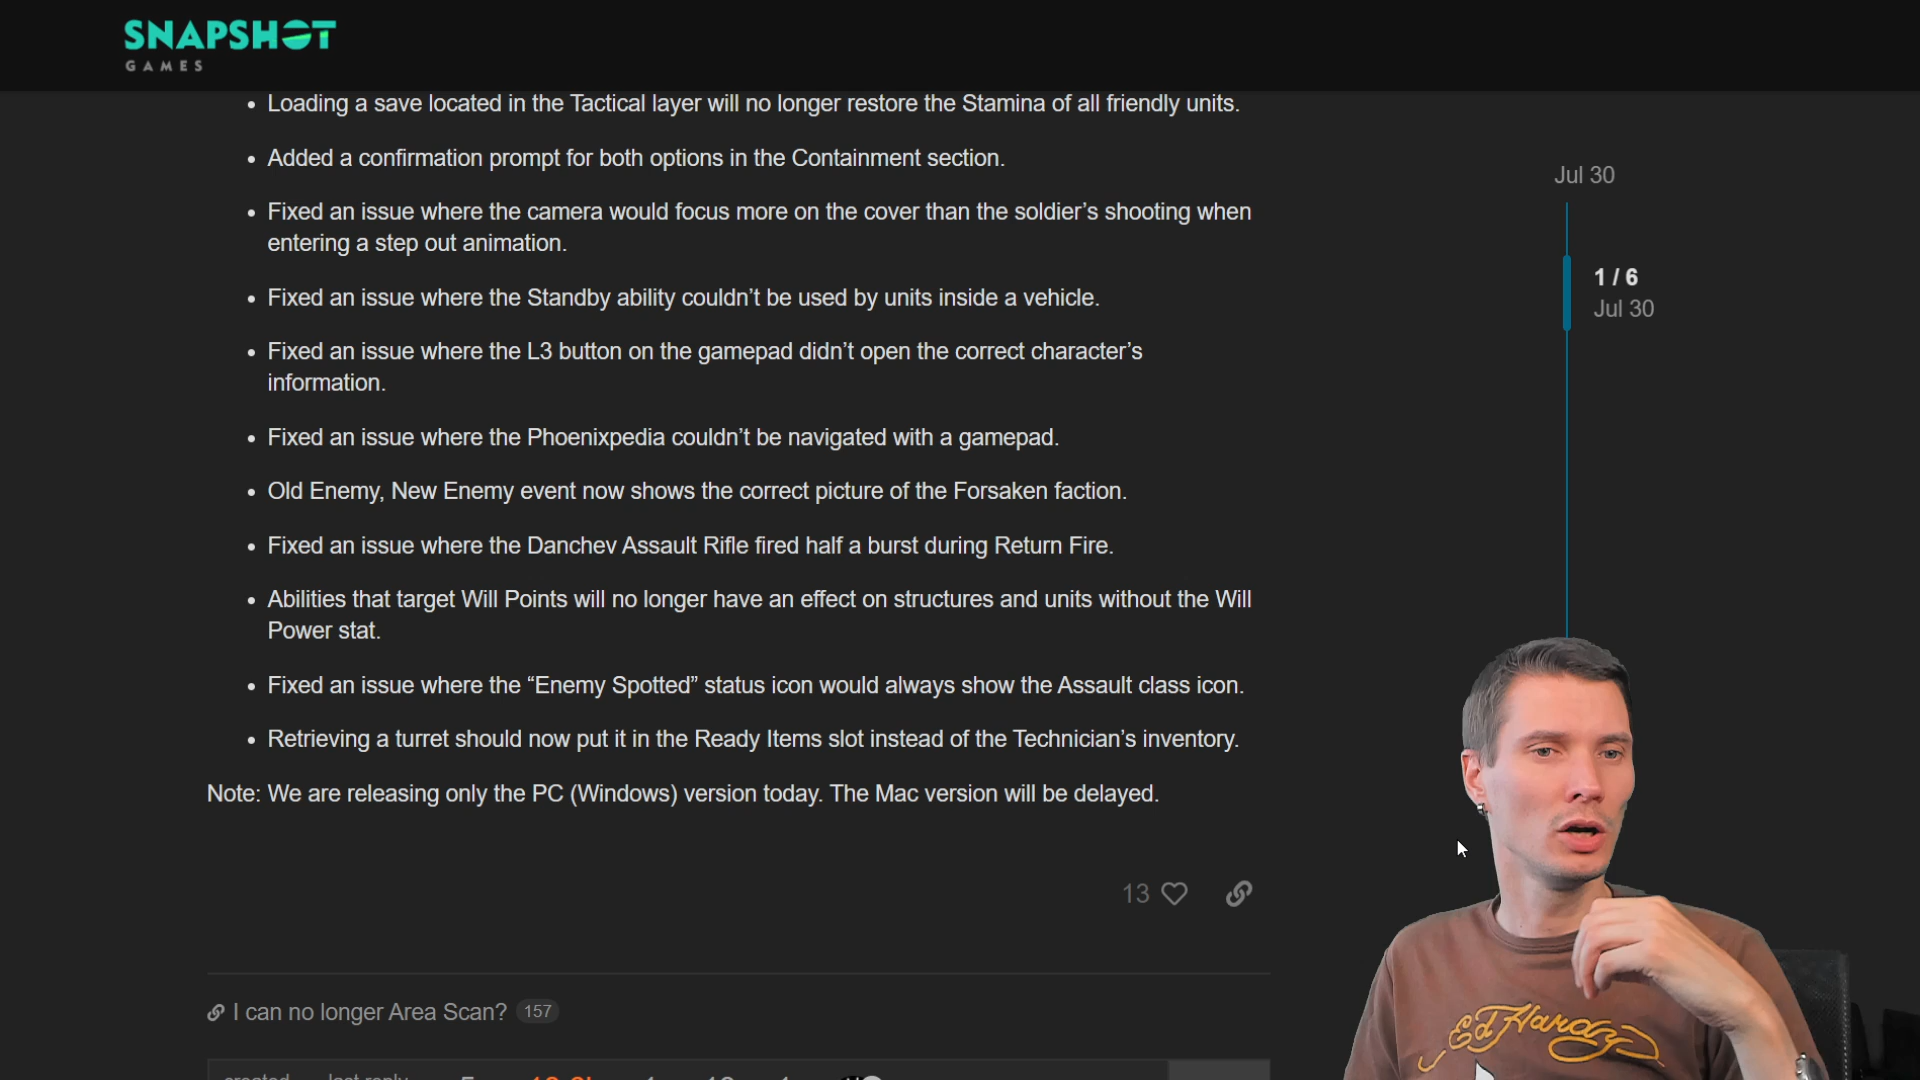 SNAPSHOT
GAMES
Loading a save located in the Tactical layer will no longer restore the Stamina of all friendly units.
Added a confirmation prompt for both options in the Containment section.
Jul 30
Fixed an issue where the camera would focus more on the cover than the soldier’s shooting when
entering a step out animation.
1 / 6
Jul 30
Fixed an issue where the Standby ability couldn’t be used by units inside a vehicle.
Fixed an issue where the L3 button on the gamepad didn’t open the correct character’s
information.
Fixed an issue where the Phoenixpedia couldn’t be navigated with a gamepad.
Old Enemy, New Enemy event now shows the correct picture of the Forsaken faction.
Fixed an issue where the Danchev Assault Rifle fired half a burst during Return Fire.
Abilities that target Will Points will no longer have an effect on structures and units without the Will
Power stat.
Fixed an issue where the “Enemy Spotted” status icon would always show the Assault class icon.
Retrieving a turret should now put it in the Ready Items slot instead of the Technician’s inventory.
Note: We are releasing only the PC (Windows) version today. The Mac version will be delayed.
13
I can no longer Area Scan? 157
Ed Hardy
created last reply